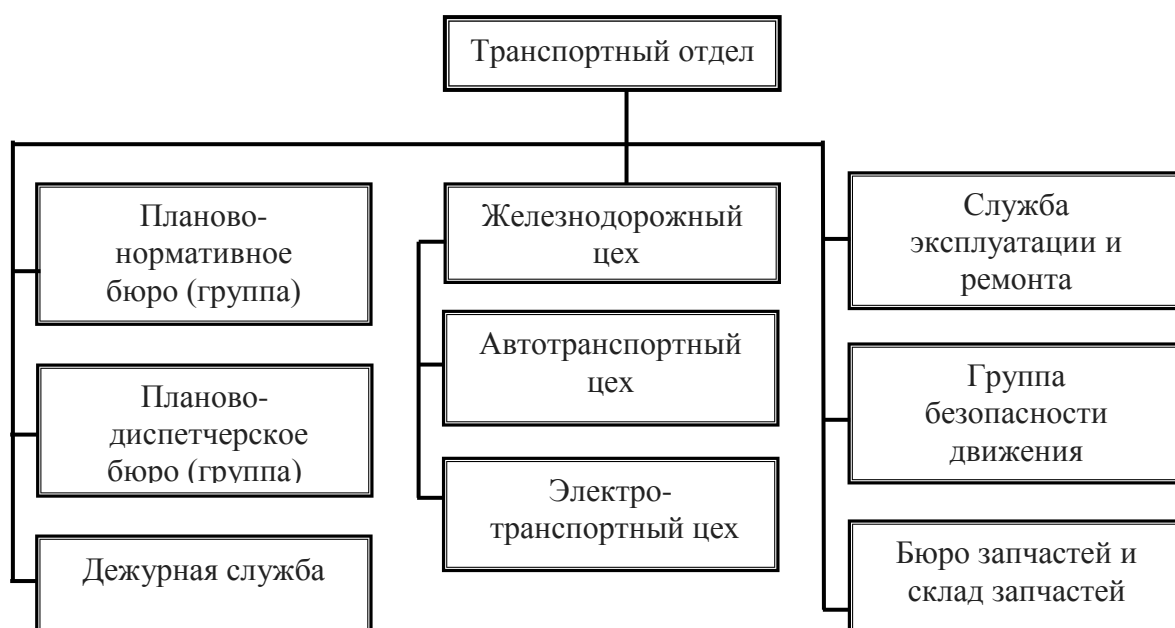 Транспортный отдел
Планово-
нормативное
бюро (группа)
Планово-
диспетчерское
бюро (группа)
Дежурная служба
Железнодорожный
цех
Автотранспортный
цех
Электро-
транспортный цех
Служба
эксплуатации и
ремонта
Группа
безопасности
движения
Бюро запчастей и
склад запчастей